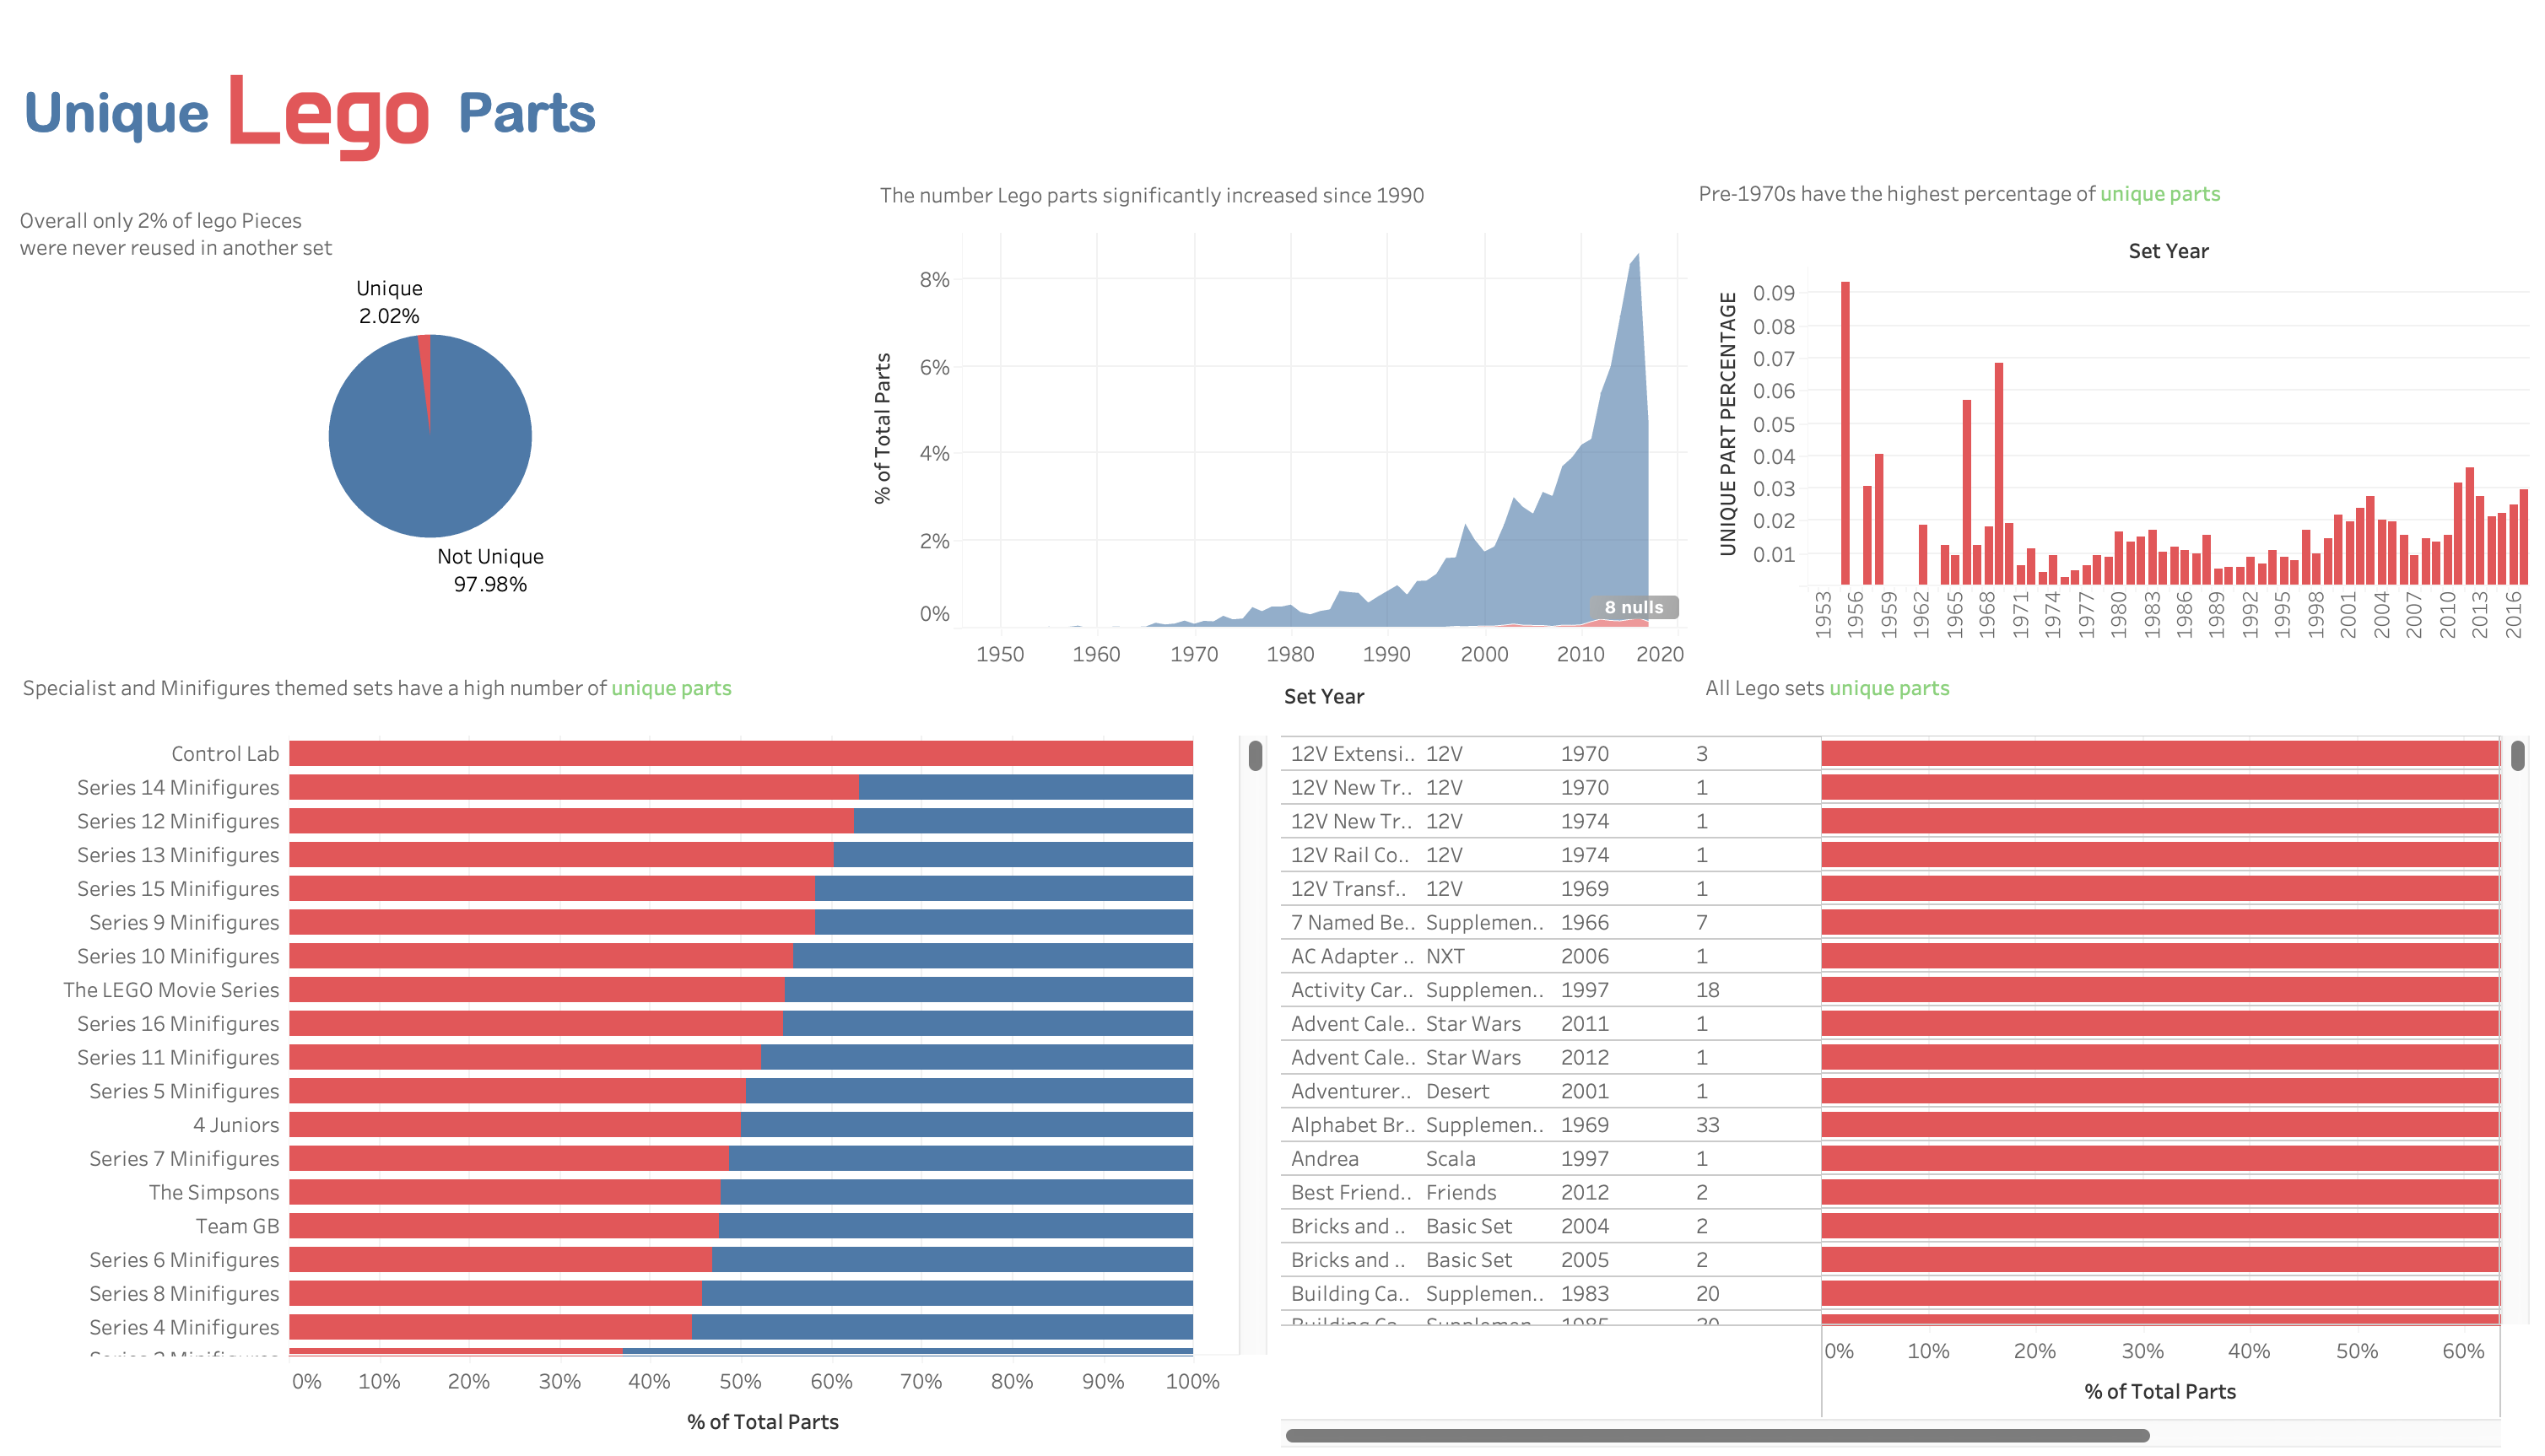 Unique Lego Parts
Overall only 2% of lego Pieces
were never reused in another set
Unique
2.02%
Not Unique
97.98%
The number Lego parts significantly increased since 1990
% of Total Parts
8%
6%
4%
2%
0%
8 nulls
1950 1960 1970 1980 1990 2000 2010 2020
Set Year
Pre-1970s have the highest percentage of unique parts
Set Year
UNIQUE PART PERCENTAGE
0.09
0.08
0.07
0.06
0.05
0.04
0.03
0.02
0.01
1953 1956 1959 1962 1965 1968 1971 1974 1977 1980 1983 1986 1989 1992 1995 1998 2001 2004 2007 2010 2013 2016
Specialist and Minifigures themed sets have a high number of unique parts
Control Lab
Series 14 Minifigures
Series 12 Minifigures
Series 13 Minifigures
Series 15 Minifigures
Series 9 Minifigures
Series 10 Minifigures
The LEGO Movie Series
Series 16 Minifigures
Series 11 Minifigures
Series 5 Minifigures
4 Juniors
Series 7 Minifigures
The Simpsons
Team GB
Series 6 Minifigures
Series 8 Minifigures
Series 4 Minifigures
0% 10% 20% 30% 40% 50% 60% 70% 80% 90% 100%
% of Total Parts
All Lego sets unique parts
12V Extensi.. 12V 1970 3
12V New Tr.. 12V 1970 1
12V New Tr.. 12V 1974 1
12V Rail Co.. 12V 1974 1
12V Transf.. 12V 1969 1
7 Named Be.. Supplemen.. 1966 7
AC Adapter .. NXT 2006 1
Activity Car.. Supplemen.. 1997 18
Advent Cale.. Star Wars 2011 1
Advent Cale.. Star Wars 2012 1
Adventurer.. Desert 2001 1
Alphabet Br.. Supplemen.. 1969 33
Andrea Scala 1997 1
Best Friend.. Friends 2012 2
Bricks and .. Basic Set 2004 2
Bricks and .. Basic Set 2005 2
Building Ca.. Supplemen.. 1983 20
0% 10% 20% 30% 40% 50% 60%
% of Total Parts